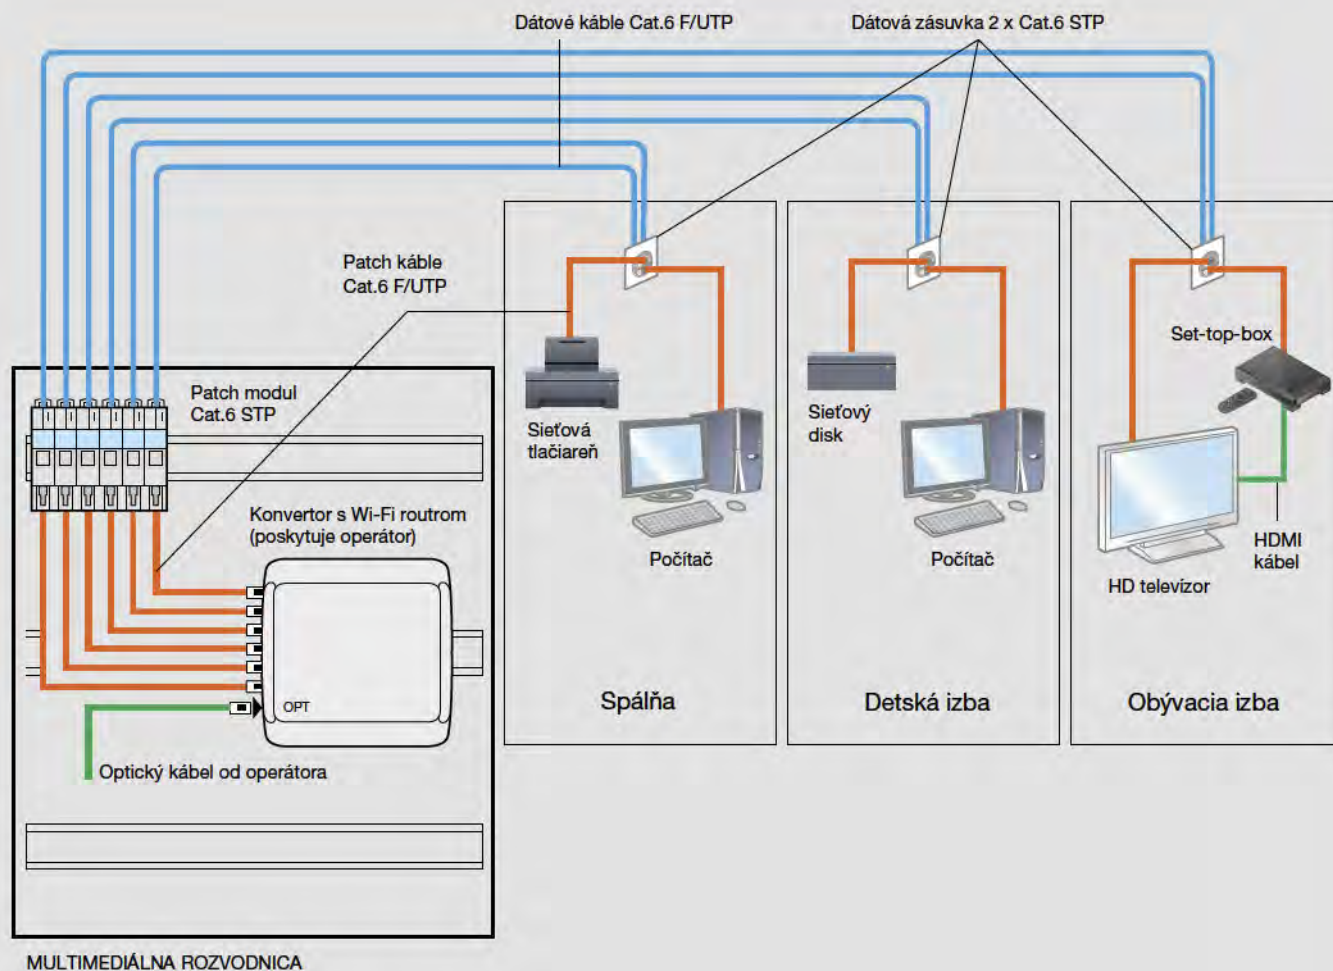 Dátové káble Cat.6 F/UTP
Dátová zásuvka 2 x Cat.6 STP
Patch káble
Cat.6 F/UTP
Set-top-box
Patch modul
Cat.6 STP
Sieťová
tlačiareň
Sieťový
disk
Konvertor s Wi-Fi routrom
(poskytuje operátor)
Počítač
Počítač
HDMI
kábel
HD televízor
Spálňa
Detská izba
Obývacia izba
OPT
Optický kábel od operátora
MULTIMEDIÁLNA ROZVODNICA